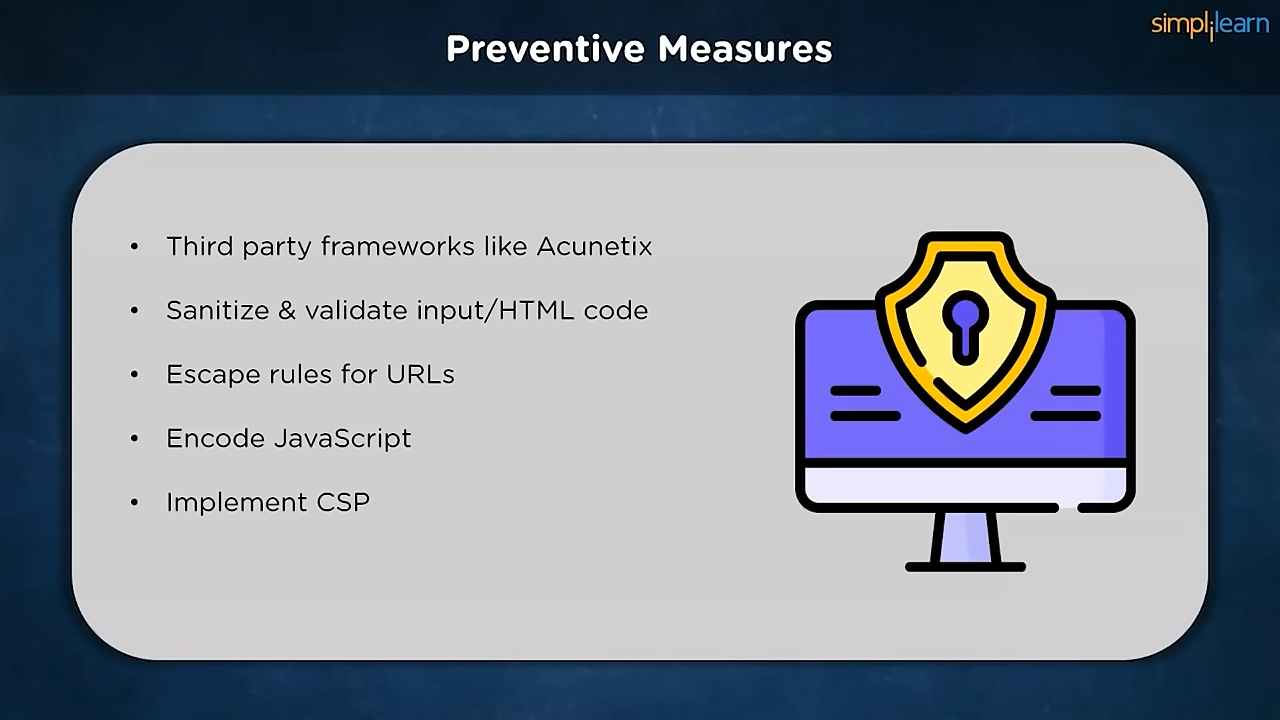 simplilearn
Preventive Measures
• Third party frameworks like Acunetix
• Sanitize & validate input/HTML code
• Escape rules for URLs
• Encode JavaScript
• Implement CSP